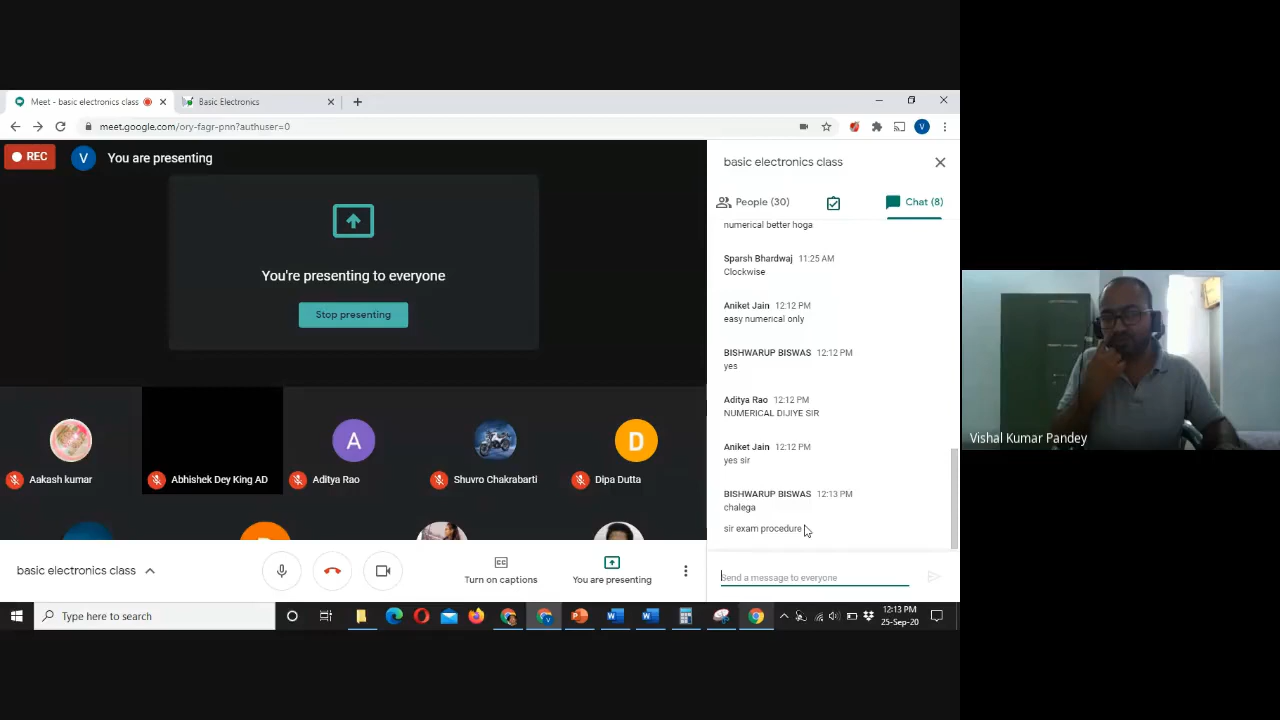 Meet - basic electronics class
Basic Electronics
meet.google.com/ory-fagr-pnn?authuser=0
V
REC
V
You are presenting
You're presenting to everyone
Stop presenting
Aakash kumar
Abhishek Dey King AD
A
Aditya Rao
Shuvro Chakrabarti
D
Dipa Dutta
basic electronics class
Turn on captions
You are presenting
basic electronics class
People (30)
Chat (8)
numerical better hoga
Sparsh Bhardwaj 11:25 AM
Clockwise
Aniket Jain 12:12 PM
easy numerical only
BISHWARUP BISWAS 12:12 PM
yes
Aditya Rao 12:12 PM
NUMERICAL DIJIYE SIR
Aniket Jain 12:12 PM
yes sir
BISHWARUP BISWAS 12:13 PM
chalega
sir exam procedure
Send a message to everyone
Type here to search
12:13 PM
25-Sep-20
Vishal Kumar Pandey